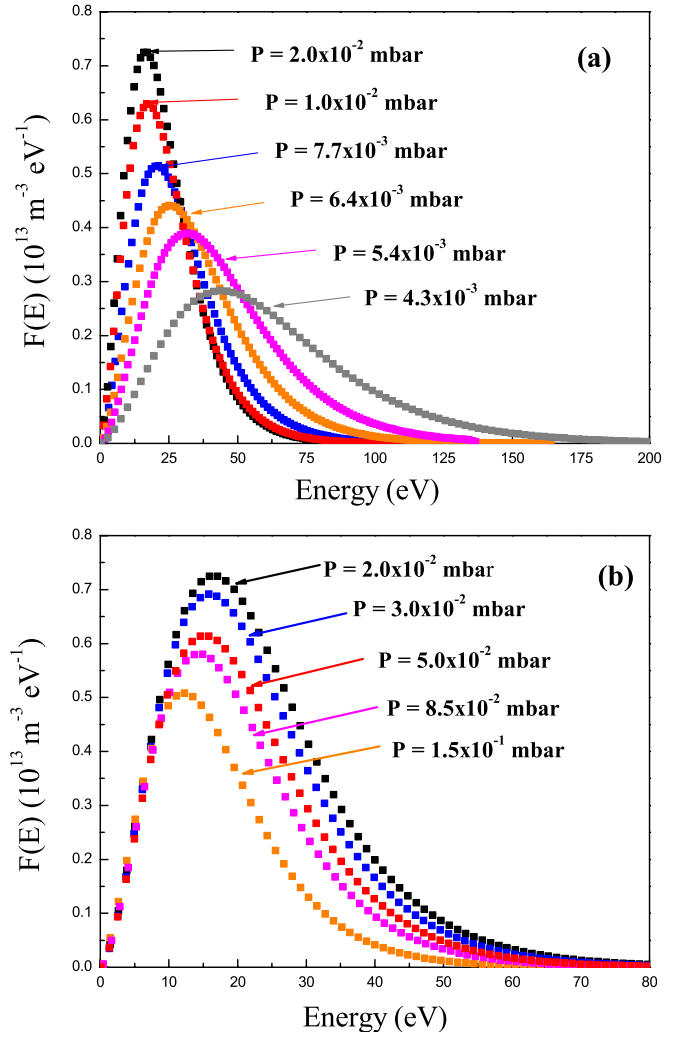 (a)
P = 2.0x10⁻² mbar
P = 1.0x10⁻² mbar
P = 7.7x10⁻³ mbar
P = 6.4x10⁻³ mbar
P = 5.4x10⁻³ mbar
P = 4.3x10⁻³ mbar
F(E) (10¹³ m⁻³ eV⁻¹)
0.8
0.7
0.6
0.5
0.4
0.3
0.2
0.1
0.0
0 25 50 75 100 125 150 175 200
Energy (eV)
(b)
P = 2.0x10⁻² mbar
P = 3.0x10⁻² mbar
P = 5.0x10⁻² mbar
P = 8.5x10⁻² mbar
P = 1.5x10⁻¹ mbar
F(E) (10¹³ m⁻³ eV⁻¹)
0.8
0.7
0.6
0.5
0.4
0.3
0.2
0.1
0.0
0 10 20 30 40 50 60 70 80
Energy (eV)